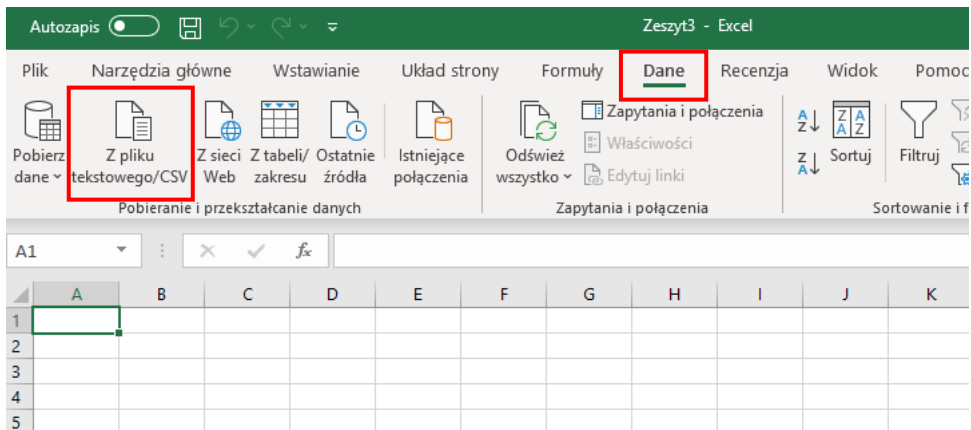 Autozapis Zeszyt3 - Excel
Plik Narzędzia główne Wstawianie Układ strony Formuły Dane Recenzja Widok Pomoc
Pobierz dane Z pliku tekstowego/CSV Z sieci Web Z tabeli/ zakresu Ostatnie źródła Istniejące połączenia Odśwież wszystko Zapytania i połączenia Właściwości Edytuj linki Sortuj Filtruj
Pobieranie i przekształcanie danych Zapytania i połączenia Sortowanie i f
A1 fx
A B C D E F G H I J K
1
2
3
4
5